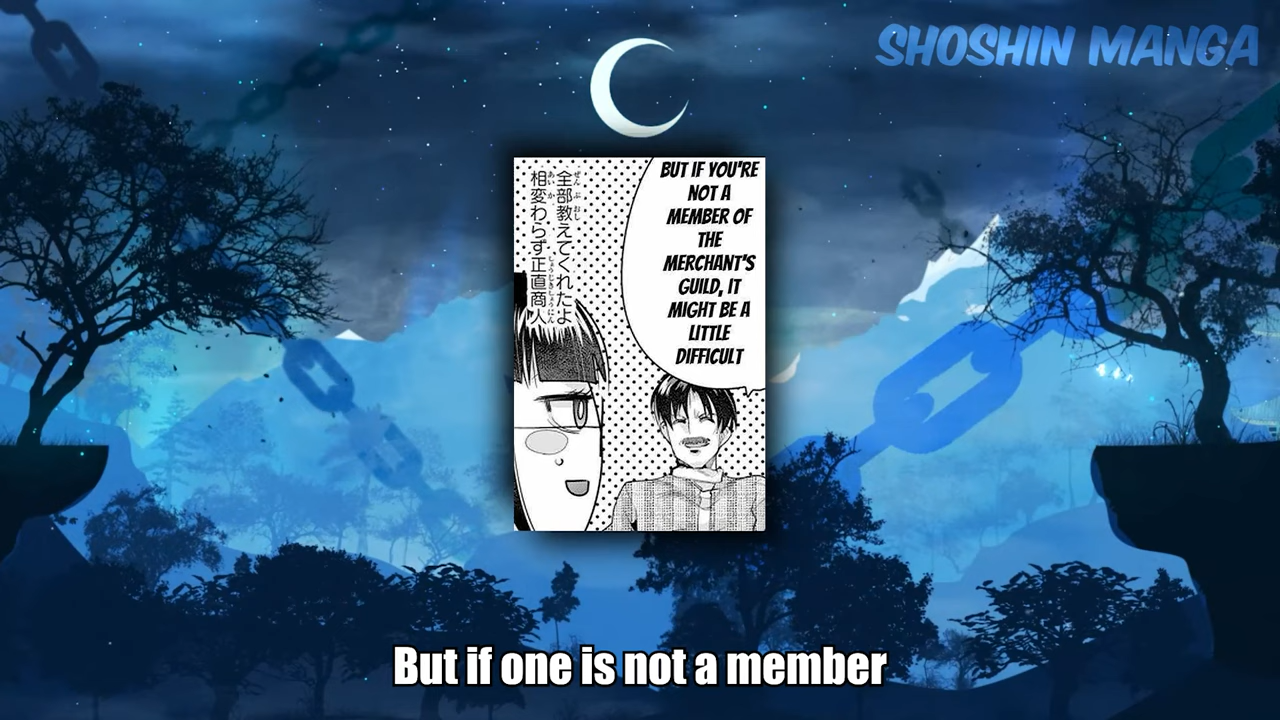 SHOSHIN MANGA
BUT IF YOU'RE
NOT A
MEMBER OF
THE
MERCHANT'S
GUILD, IT
MIGHT BE A
LITTLE
DIFFICULT
全部教えてくれたよ
相変わらず正直商人
But if one is not a member